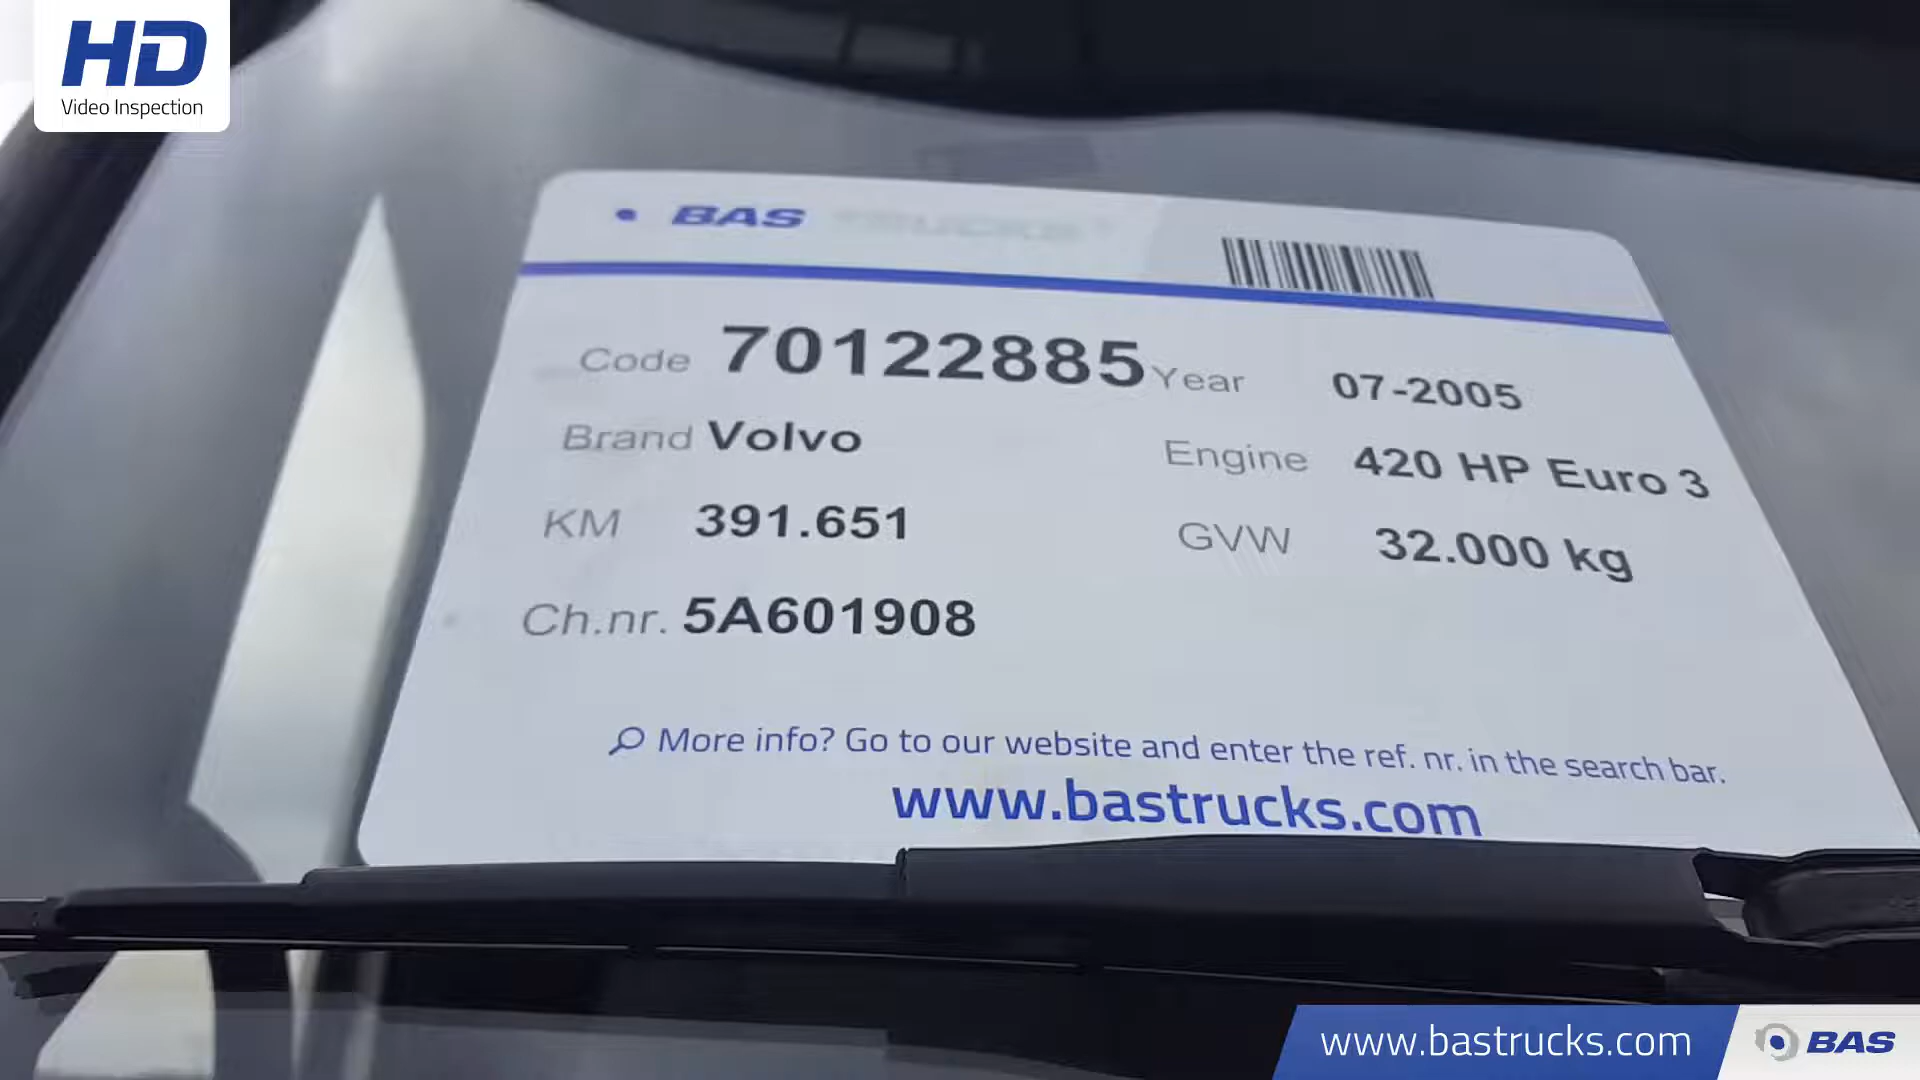 HD
Video Inspection
BAS
Code 70122885 Year 07-2005
Brand Volvo Engine 420 HP Euro 3
KM 391.651 GVW 32.000 kg
Ch.nr. 5A601908
More info? Go to our website and enter the ref. nr. in the search bar.
www.bastrucks.com
www.bastrucks.com BAS